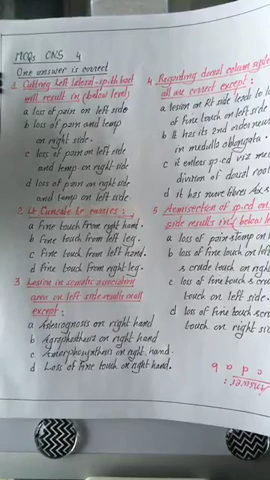 MCQs CNS 4
One answer is correct
1 Cutting left lateral sp. th. tract
will result in (below level)
a loss of pain on left side
b loss of pain and temp
on right side.
c loss of pain on left side
and temp on right side
d loss of pain on right side
and temp on left side
2 Lt Cuneate tr carries:
a Fine touch from right hand.
b Fine touch from left leg.
c Fine touch from left hand.
d fine touch from right leg.
3 Lesion in somatic association
area on left side results in all
except:
a Asterognosis on right hand
b Agraphesthesia on right hand
c Amorphosynthesis on right hand.
d Loss of fine touch on right hand.
4 Regarding dorsal column
all are correct except:
a lesion on Rt side leads to
of fine touch on left side
b It has its 2nd order
in medulla oblongata
c it enters sp. cd via
division of dorsal root
d it has more fibres
5 Hemisection of sp. cd on
side results in below
a loss of pain & temp on
b loss of fine touch on left
& crude touch on right
c loss of fine touch &
touch on left side.
d loss of fine touch &
touch on right
Answer:
c d a b